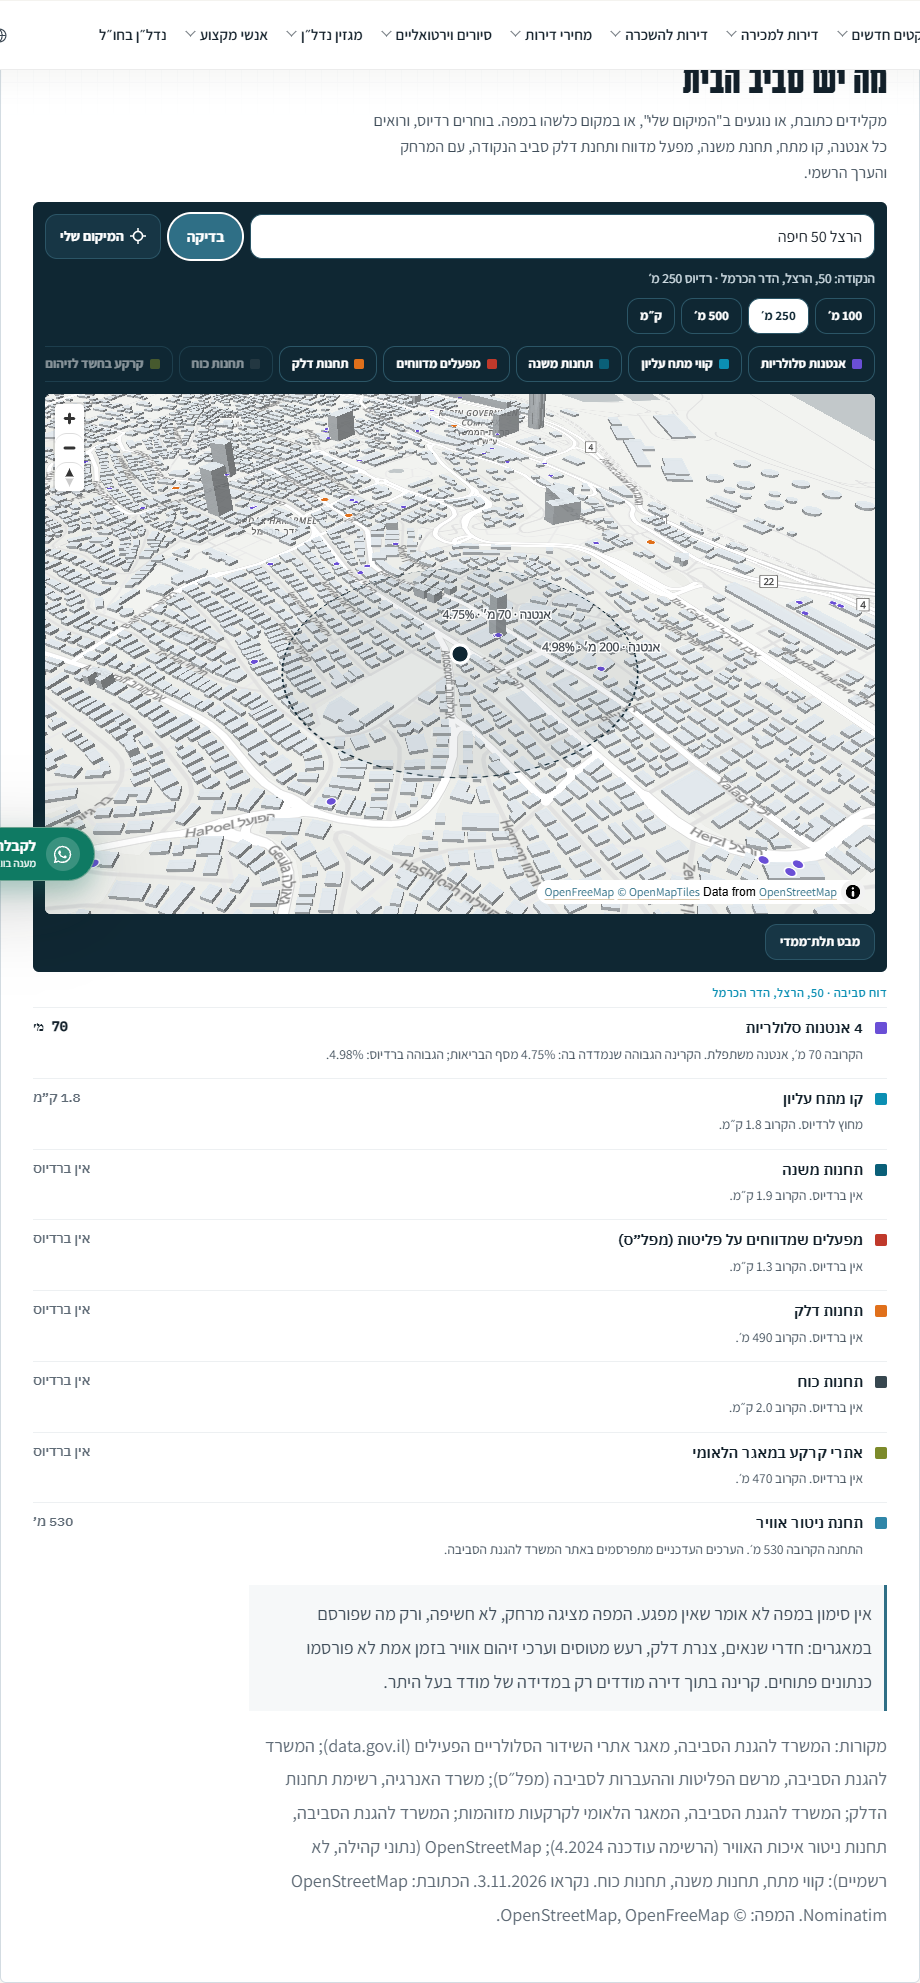 קטים חדשים
דירות למכירה
דירות להשכרה
מחירי דירות
סיורים וירטואליים
מגזין נדל״ן
אנשי מקצוע
נדל״ן בחו״ל
מה יש סביב הבית
מקלידים כתובת, או נוגעים ב"המיקום שלי", או במקום כלשהו במפה. בוחרים רדיוס, ורואים
כל אנטנה, קו מתח, תחנת משנה, מפעל מדווח ותחנת דלק סביב הנקודה, עם המרחק
והערך הרשמי.
הרצל 50 חיפה
בדיקה
המיקום שלי
הנקודה: 50, הרצל, הדר הכרמל · רדיוס 250 מ׳
100 מ׳
250 מ׳
500 מ׳
ק״מ
אנטנות סלולריות
קווי מתח עליון
תחנות משנה
מפעלים מדווחים
תחנות דלק
תחנות כוח
קרקע בחשד לזיהום
4
22
4
אנטנה · 70 מ׳ · 4.75%
אנטנה · 200 מ׳ · 4.98%
HaPoel הפועל
Geula גאולה
Herzl הרצל
OpenFreeMap © OpenMapTiles Data from OpenStreetMap
לקבל
מענה בוו
מבט תלת־ממדי
דוח סביבה · 50, הרצל, הדר הכרמל
4 אנטנות סלולריות
70 מ׳
הקרובה 70 מ׳, אנטנה משתפלת. הקרינה הגבוהה שנמדדה בה: 4.75% מסף הבריאות; הגבוהה ברדיוס: 4.98%.
קו מתח עליון
1.8 ק״מ
מחוץ לרדיוס. הקרוב 1.8 ק״מ.
תחנות משנה
אין ברדיוס
אין ברדיוס. הקרוב 1.9 ק״מ.
מפעלים שמדווחים על פליטות (מפל״ס)
אין ברדיוס
אין ברדיוס. הקרוב 1.3 ק״מ.
תחנות דלק
אין ברדיוס
אין ברדיוס. הקרוב 490 מ׳.
תחנות כוח
אין ברדיוס
אין ברדיוס. הקרוב 2.0 ק״מ.
אתרי קרקע במאגר הלאומי
אין ברדיוס
אין ברדיוס. הקרוב 470 מ׳.
תחנת ניטור אוויר
530 מ׳
התחנה הקרובה 530 מ׳. הערכים העדכניים מתפרסמים באתר המשרד להגנת הסביבה.
אין סימון במפה לא אומר שאין מפגע. המפה מציגה מרחק, לא חשיפה, ורק מה שפורסם
במאגרים: חדרי שנאים, צנרת דלק, רעש מטוסים וערכי זיהום אוויר בזמן אמת לא פורסמו
כנתונים פתוחים. קרינה בתוך דירה מודדים רק במדידה של מודד בעל היתר.
מקורות: המשרד להגנת הסביבה, מאגר אתרי השידור הסלולריים הפעילים (data.gov.il); המשרד
להגנת הסביבה, מרשם הפליטות וההעברות לסביבה (מפל״ס); משרד האנרגיה, רשימת תחנות
הדלק; המשרד להגנת הסביבה, המאגר הלאומי לקרקעות מזוהמות; המשרד להגנת הסביבה,
תחנות ניטור איכות האוויר (הרשימה עודכנה 4.2024); OpenStreetMap (נתוני קהילה, לא
רשמיים): קווי מתח, תחנות משנה, תחנות כוח. נקראו 3.11.2026. הכתובת: OpenStreetMap
Nominatim. המפה: © OpenStreetMap, OpenFreeMap.